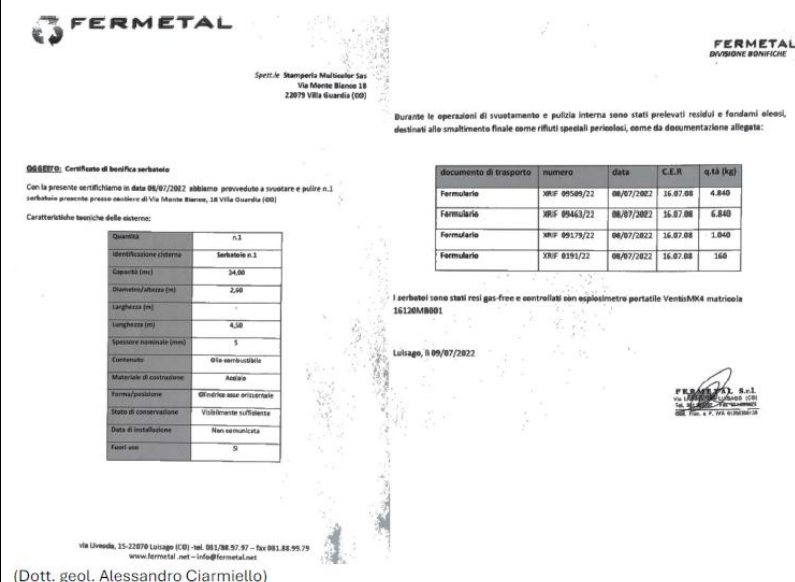 FERMETAL
Spett.le Stamperia Multicolor Sas
Via Monte Bianco 18
22079 Villa Guardia (CO)
OGGETTO: Certificato di bonifica serbatoio
Con la presente certifichiamo in data 08/07/2022 abbiamo provveduto a svuotare e pulire n.1
serbatoio presente presso cantiere di Via Monte Bianco, 18 Villa Guardia (CO)
Caratteristiche tecniche delle cisterne:
Quantità n.1
Identificazione cisterna Serbatoio n.1
Capacità (mc) 24,00
Diametro/altezza (m) 2,60
Larghezza (m) -
Lunghezza (m) 4,50
Spessore nominale (mm) 5
Contenuto Olio combustibile
Materiale di costruzione Acciaio
Forma/posizione Cilindrica asse orizzontale
Stato di conservazione Visibilmente sufficiente
Data di installazione Non comunicata
Fuori uso
via Livescia, 15-22070 Luisago (CO) -tel. 031/88.97.97 – fax 031.88.99.79
www.fermetal.net – info@fermetal.net
FERMETAL
DIVISIONE BONIFICHE
Durante le operazioni di svuotamento e pulizia interna sono stati prelevati residui e fondami oleosi,
destinati allo smaltimento finale come rifiuti speciali pericolosi, come da documentazione allegata:
documento di trasporto numero data C.E.R q.tà (kg)
Formulario XRIF 09509/22 08/07/2022 16.07.08 4.840
Formulario XRIF 09463/22 08/07/2022 16.07.08 6.840
Formulario XRIF 09179/22 08/07/2022 16.07.08 1.040
Formulario XRIF 0191/22 08/07/2022 16.07.08 160
I serbatoi sono stati resi gas-free e controllati con esplosimetro portatile VentisMX4 matricola
16120MB001
Luisago, li 09/07/2022
FERMETAL S.r.l.
(Dott. geol. Alessandro Ciarmiello)